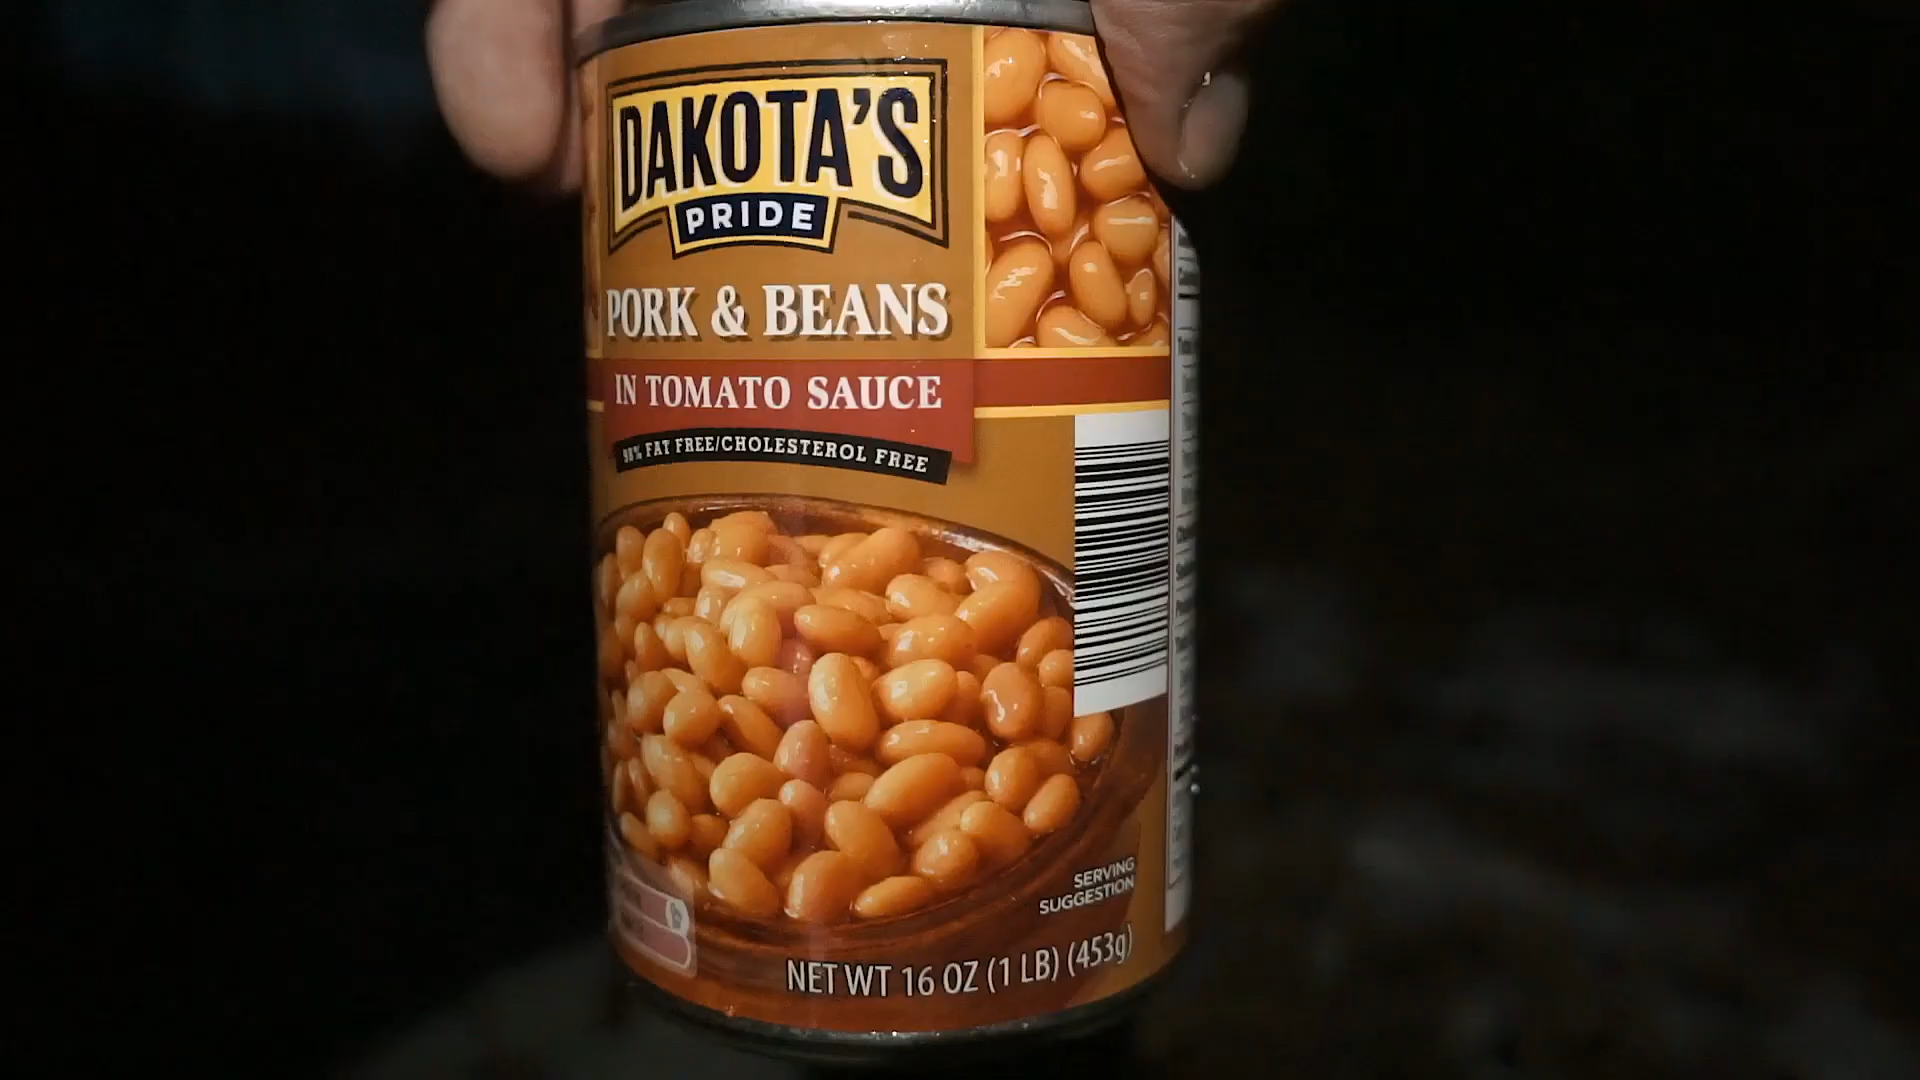 DAKOTA'S
PRIDE
PORK & BEANS
IN TOMATO SAUCE
98% FAT FREE/CHOLESTEROL FREE
SERVING
SUGGESTION
NET WT 16 OZ (1 LB) (453g)